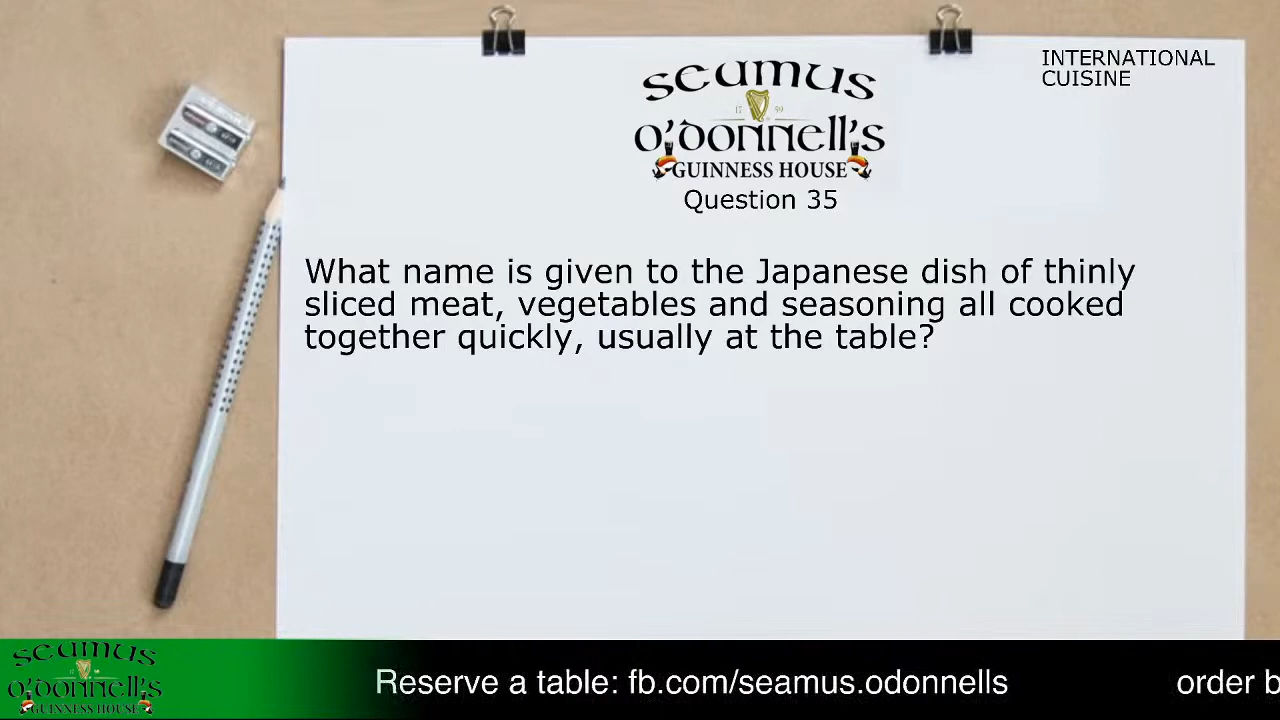 INTERNATIONAL
CUISINE
seamus
17 59
o'donnell's
GUINNESS HOUSE
Question 35
What name is given to the Japanese dish of thinly
sliced meat, vegetables and seasoning all cooked
together quickly, usually at the table?
seamus
o'donnell's
GUINNESS HOUSE
Reserve a table: fb.com/seamus.odonnells
order b